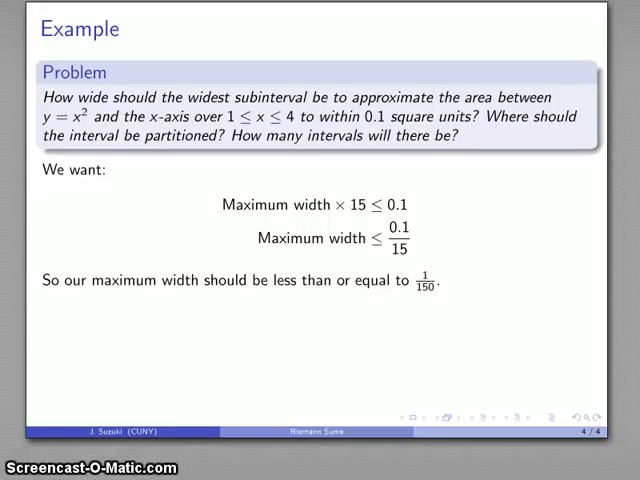 Example
Problem
How wide should the widest subinterval be to approximate the area between
y = x² and the x-axis over 1 ≤ x ≤ 4 to within 0.1 square units? Where should
the interval be partitioned? How many intervals will there be?
We want:
Maximum width × 15 ≤ 0.1
Maximum width ≤ 0.1/15
So our maximum width should be less than or equal to 1/150.
J. Suzuki (CUNY)
Riemann Sums
4 / 4
Screencast-O-Matic.com